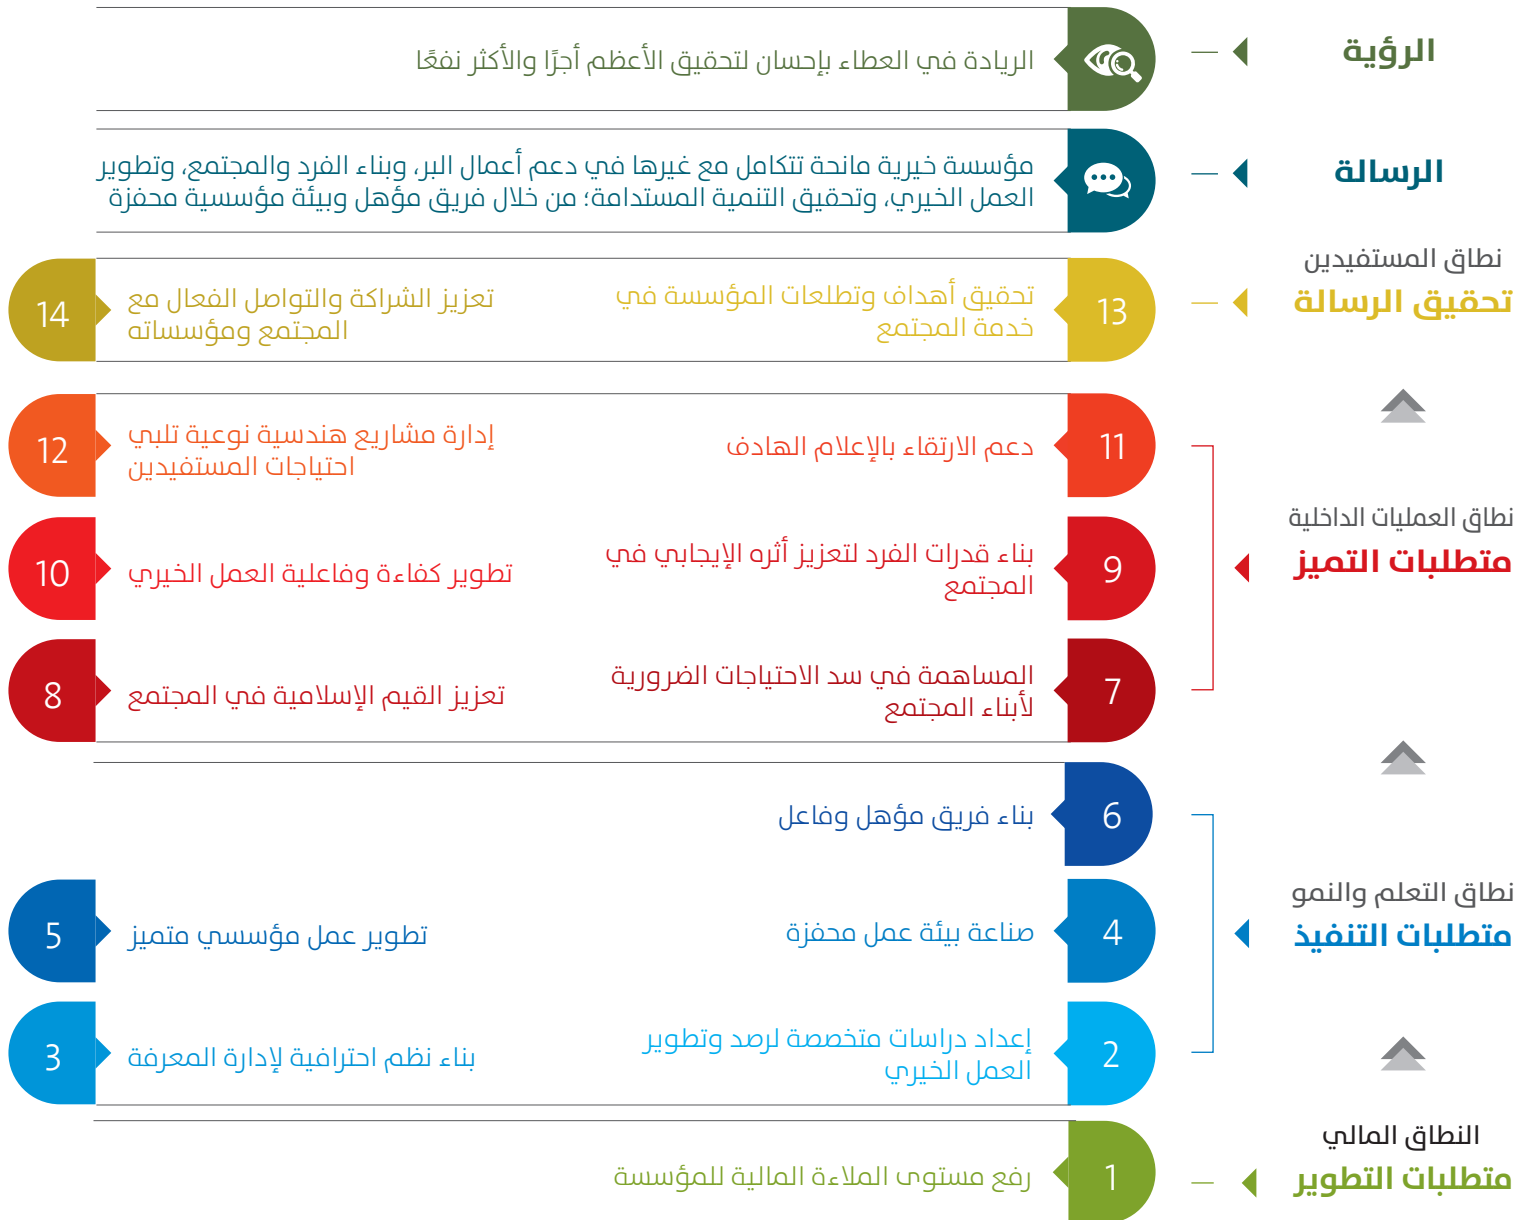 الرؤية
الريادة في العطاء بإحسان لتحقيق الأعظم أجرًا والأكثر نفعًا
الرسالة
مؤسسة خيرية مانحة تتكامل مع غيرها في دعم أعمال البر، وبناء الفرد والمجتمع، وتطوير
العمل الخيري، وتحقيق التنمية المستدامة؛ من خلال فريق مؤهل وبيئة مؤسسية محفزة
نطاق المستفيدين
تحقيق الرسالة
13
تحقيق أهداف وتطلعات المؤسسة في
خدمة المجتمع
14
تعزيز الشراكة والتواصل الفعال مع
المجتمع ومؤسساته
نطاق العمليات الداخلية
متطلبات التميز
11
دعم الارتقاء بالإعلام الهادف
12
إدارة مشاريع هندسية نوعية تلبي
احتياجات المستفيدين
9
بناء قدرات الفرد لتعزيز أثره الإيجابي في
المجتمع
10
تطوير كفاءة وفاعلية العمل الخيري
7
المساهمة في سد الاحتياجات الضرورية
لأبناء المجتمع
8
تعزيز القيم الإسلامية في المجتمع
نطاق التعلم والنمو
متطلبات التنفيذ
6
بناء فريق مؤهل وفاعل
4
صناعة بيئة عمل محفزة
5
تطوير عمل مؤسسي متميز
2
إعداد دراسات متخصصة لرصد وتطوير
العمل الخيري
3
بناء نظم احترافية لإدارة المعرفة
النطاق المالي
متطلبات التطوير
1
رفع مستوى الملاءة المالية للمؤسسة